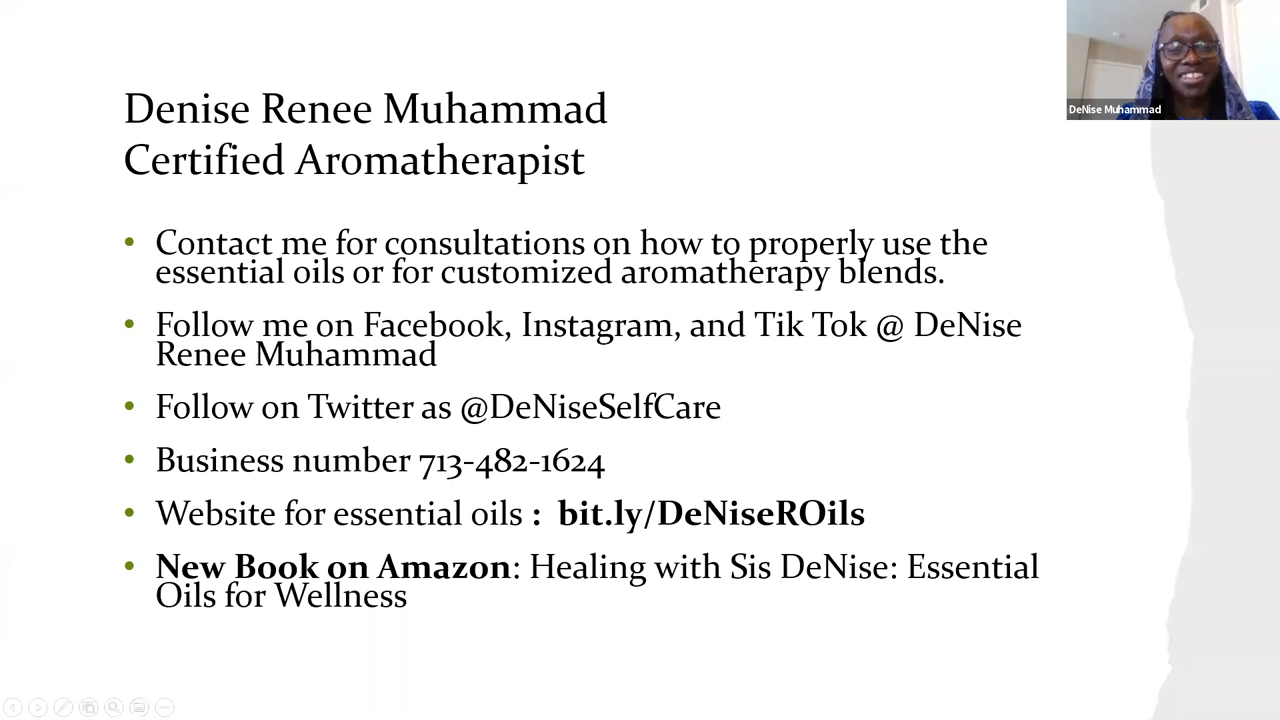 DeNise Muhammad
Denise Renee Muhammad
Certified Aromatherapist
• Contact me for consultations on how to properly use the
essential oils or for customized aromatherapy blends.
• Follow me on Facebook, Instagram, and Tik Tok @ DeNise
Renee Muhammad
• Follow on Twitter as @DeNiseSelfCare
• Business number 713-482-1624
• Website for essential oils :  bit.ly/DeNiseROils
• New Book on Amazon: Healing with Sis DeNise: Essential
Oils for Wellness